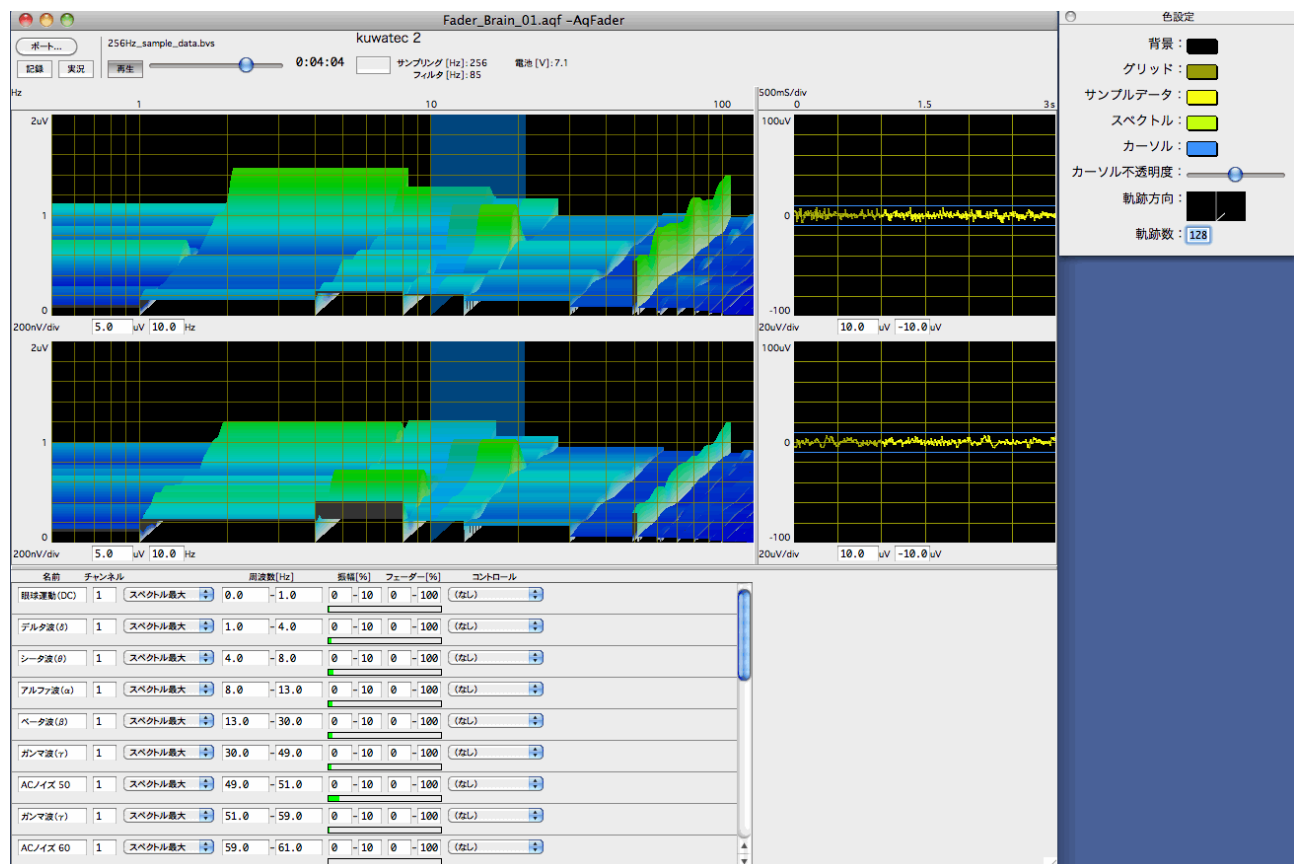 Fader_Brain_01.aqf -AqFader
ポート...
256Hz_sample_data.bvs
kuwatec 2
記録 実況 再生 0:04:04
サンプリング [Hz]:256 電池 [V]:7.1
フィルタ [Hz]:85
Hz
1 10 100
500mS/div
0 1.5 3s
2uV
1
0
100uV
0
-100
200nV/div 5.0 uV 10.0 Hz
20uV/div 10.0 uV -10.0 uV
2uV
1
0
100uV
0
-100
200nV/div 5.0 uV 10.0 Hz
20uV/div 10.0 uV -10.0 uV
名前 チャンネル 周波数[Hz] 振幅[%] フェーダー[%] コントロール
眼球運動(DC) 1 スペクトル最大 0.0 - 1.0 0 - 10 0 - 100 (なし)
デルタ波(δ) 1 スペクトル最大 1.0 - 4.0 0 - 10 0 - 100 (なし)
シータ波(θ) 1 スペクトル最大 4.0 - 8.0 0 - 10 0 - 100 (なし)
アルファ波(α) 1 スペクトル最大 8.0 - 13.0 0 - 10 0 - 100 (なし)
ベータ波(β) 1 スペクトル最大 13.0 - 30.0 0 - 10 0 - 100 (なし)
ガンマ波(γ) 1 スペクトル最大 30.0 - 49.0 0 - 10 0 - 100 (なし)
ACノイズ 50 1 スペクトル最大 49.0 - 51.0 0 - 10 0 - 100 (なし)
ガンマ波(γ) 1 スペクトル最大 51.0 - 59.0 0 - 10 0 - 100 (なし)
ACノイズ 60 1 スペクトル最大 59.0 - 61.0 0 - 10 0 - 100 (なし)
色設定
背景:
グリッド:
サンプルデータ:
スペクトル:
カーソル:
カーソル不透明度:
軌跡方向:
軌跡数: 128